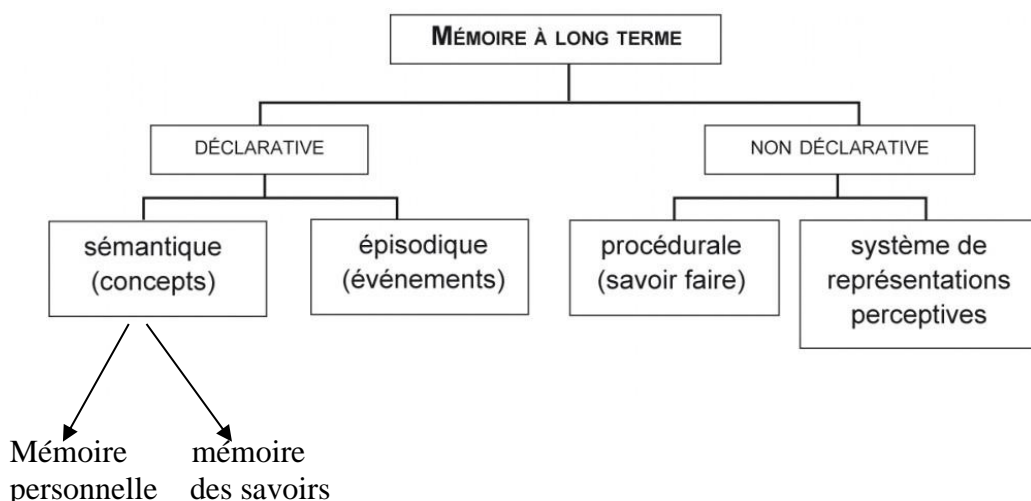 MÉMOIRE À LONG TERME
DÉCLARATIVE
NON DÉCLARATIVE
sémantique
(concepts)
épisodique
(événements)
procédurale
(savoir faire)
système de
représentations
perceptives
Mémoire
personnelle
mémoire
des savoirs